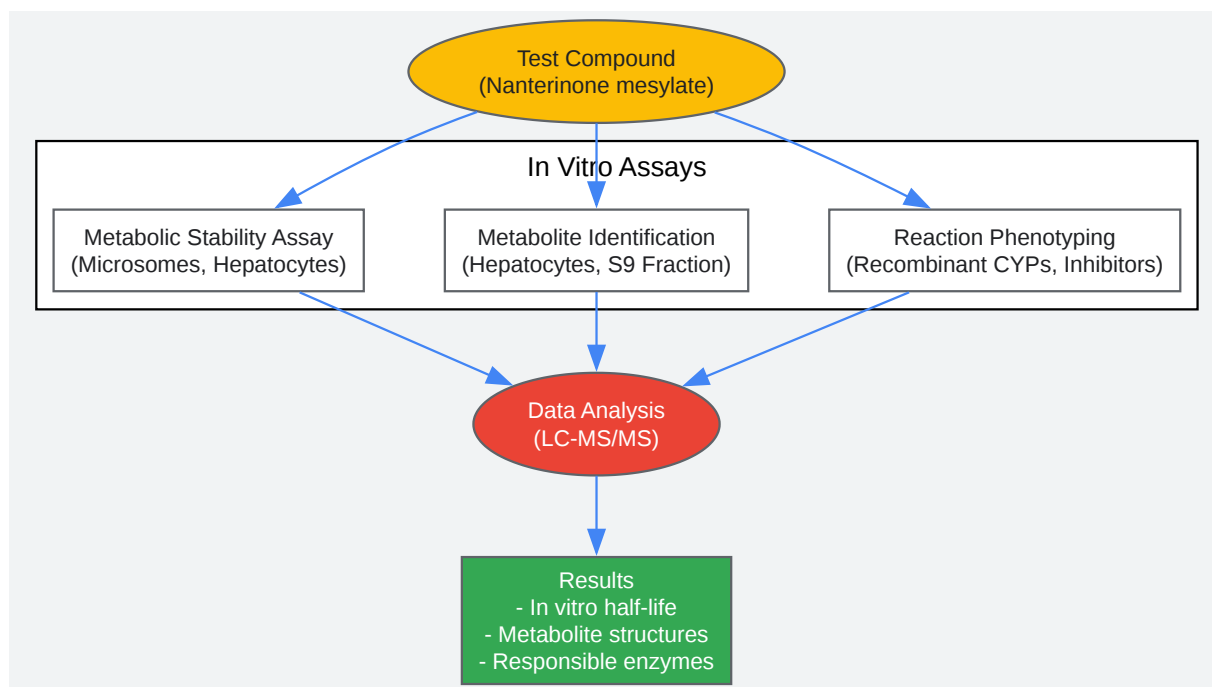 Test Compound
(Nanterinone mesylate)
In Vitro Assays
Metabolic Stability Assay
(Microsomes, Hepatocytes)
Metabolite Identification
(Hepatocytes, S9 Fraction)
Reaction Phenotyping
(Recombinant CYPs, Inhibitors)
Data Analysis
(LC-MS/MS)
Results
- In vitro half-life
- Metabolite structures
- Responsible enzymes